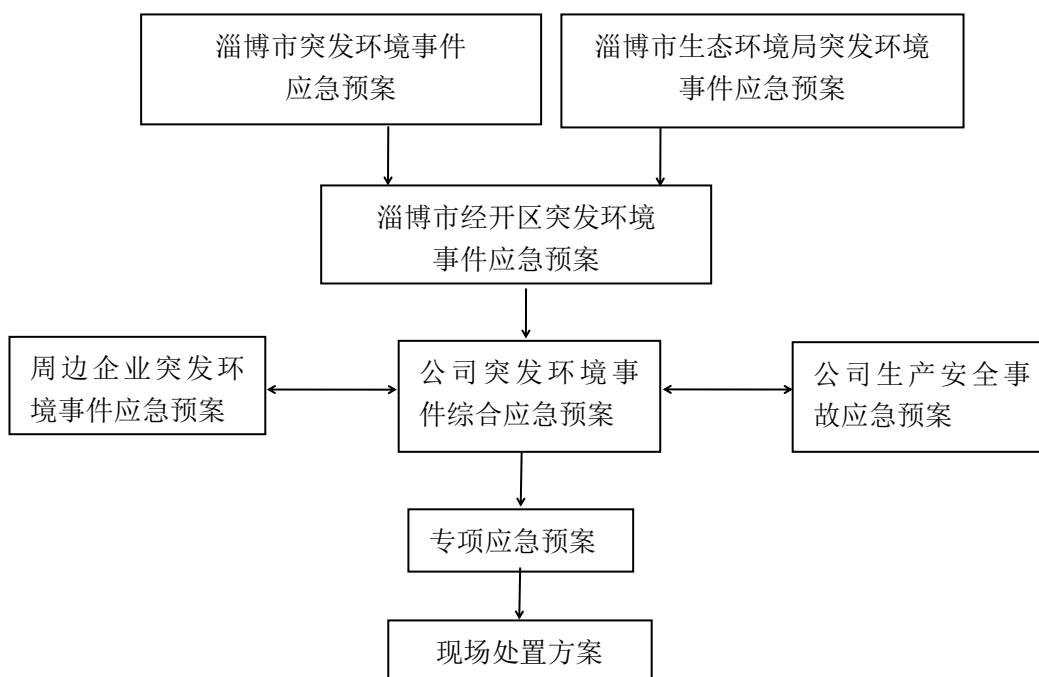 淄博市突发环境事件
应急预案
淄博市生态环境局突发环境
事件应急预案
淄博市经开区突发环境
事件应急预案
周边企业突发环
境事件应急预案
公司突发环境事
件综合应急预案
公司生产安全事
故应急预案
专项应急预案
现场处置方案